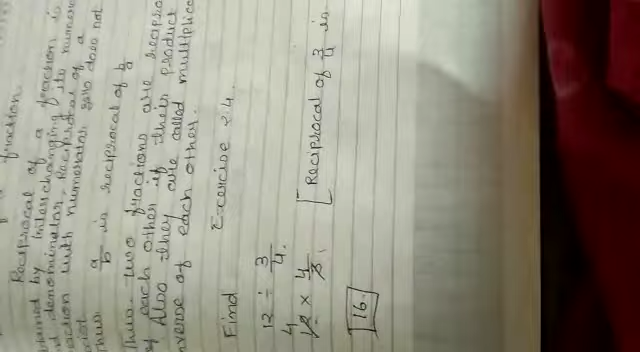 fraction.
Reciprocal of a fraction is
obtained by interchanging its numerator
and denominator. Reciprocal of a
fraction with numerator zero does not
exist
Thus a/b is reciprocal of b/a
Thus two fractions are reciprocal
of each other if their product
Also they are called multiplicative
inverse of each other.
Exercise 2.4
Find
12 ÷ 3/4.
4
12 × 4/3. [Reciprocal of 3/4 is
16.